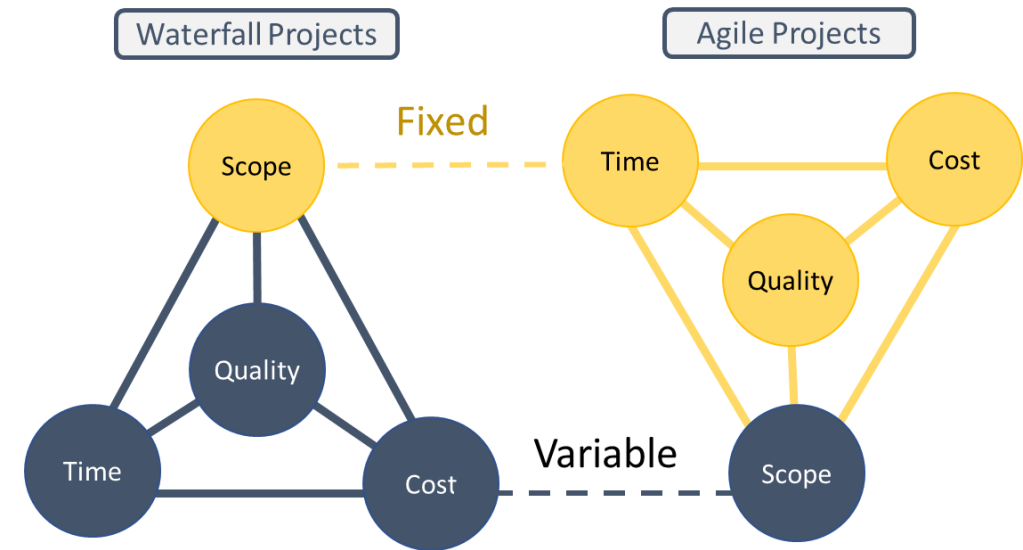 Waterfall Projects
Agile Projects
Fixed
Scope
Time
Cost
Quality
Quality
Time
Cost
Variable
Scope